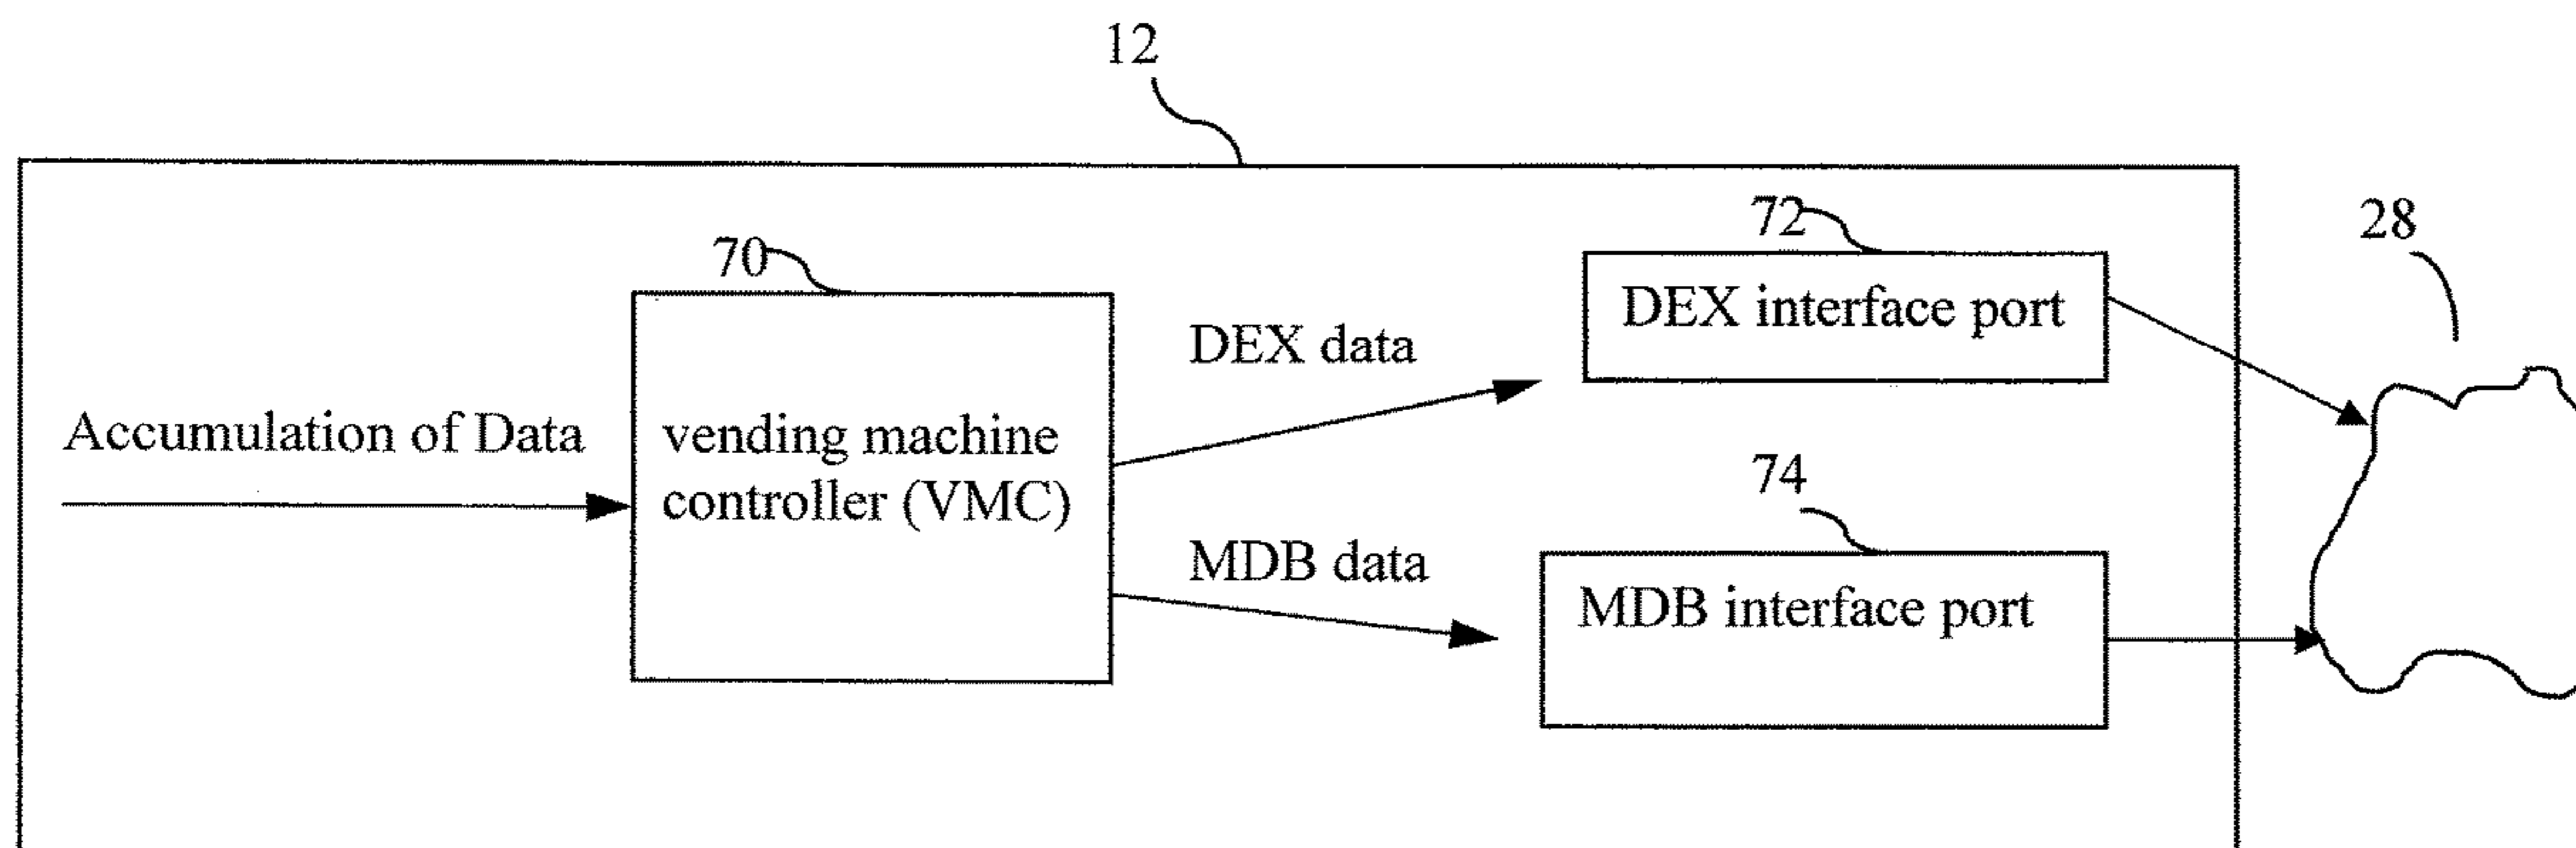 12
72
28
70
DEX interface port
DEX data
Accumulation of Data
vending machine
controller (VMC)
74
MDB data
MDB interface port